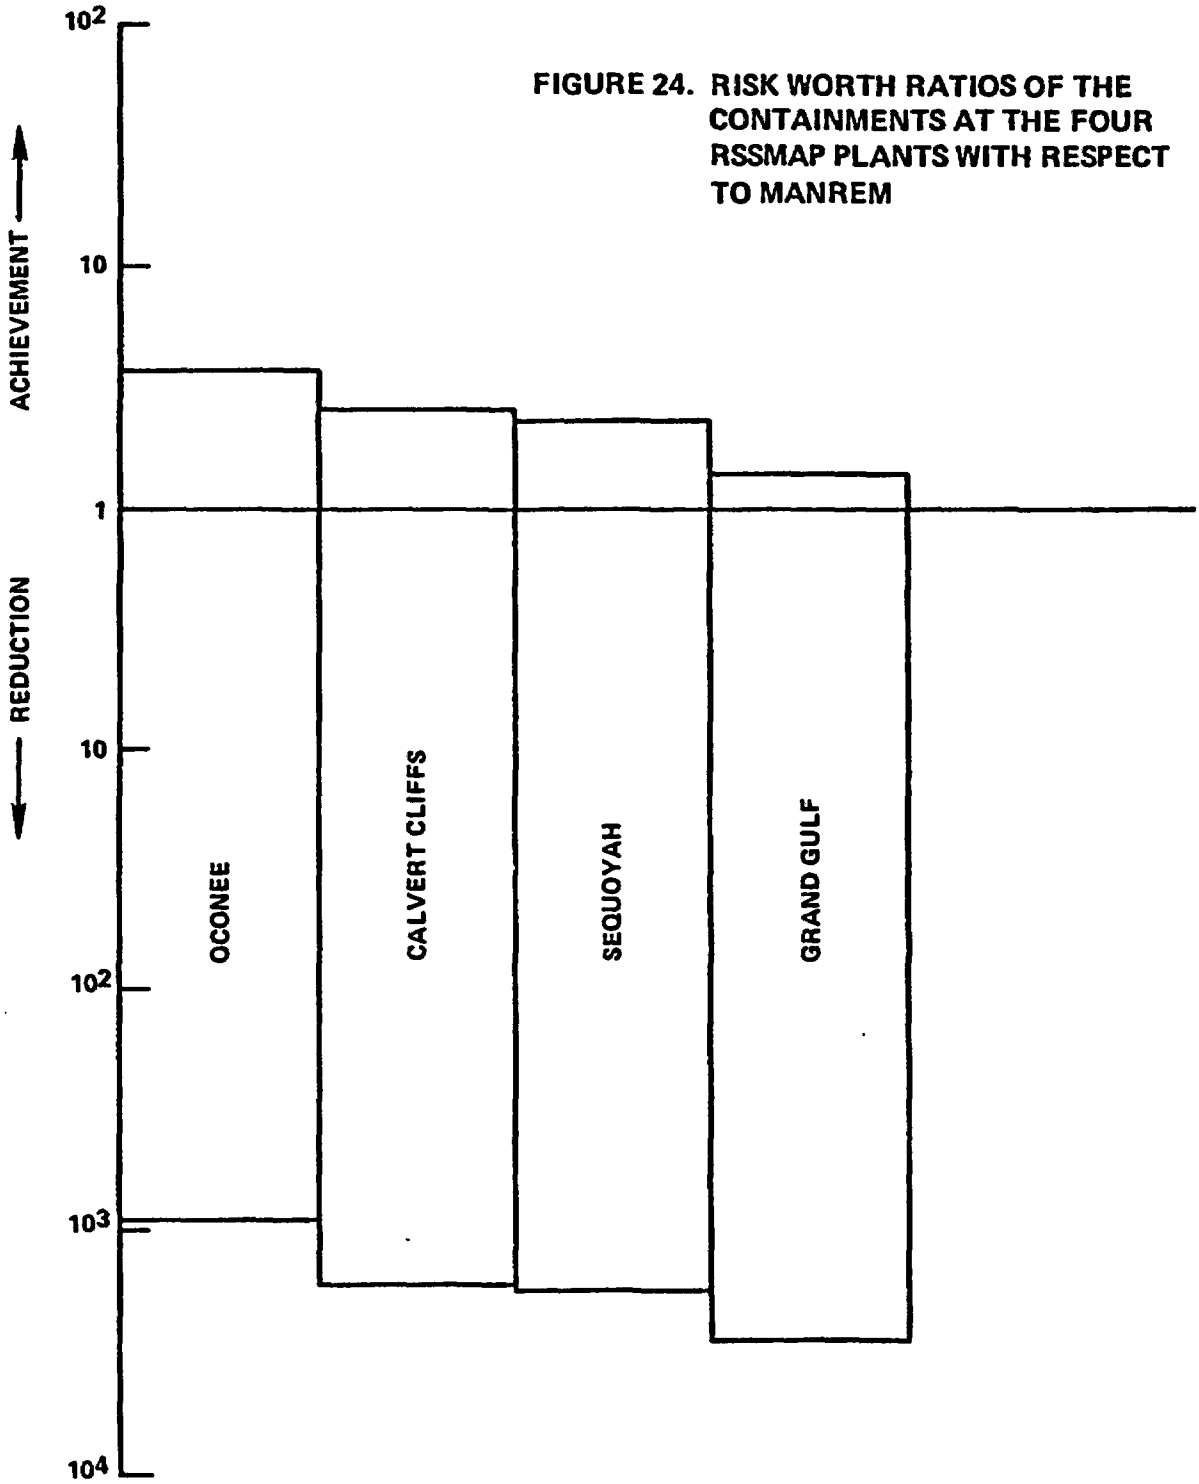 FIGURE 24. RISK WORTH RATIOS OF THE
CONTAINMENTS AT THE FOUR
RSSMAP PLANTS WITH RESPECT
TO MANREM
10²
10
1
10
10²
10³
10⁴
ACHIEVEMENT
REDUCTION
OCONEE
CALVERT CLIFFS
SEQUOYAH
GRAND GULF